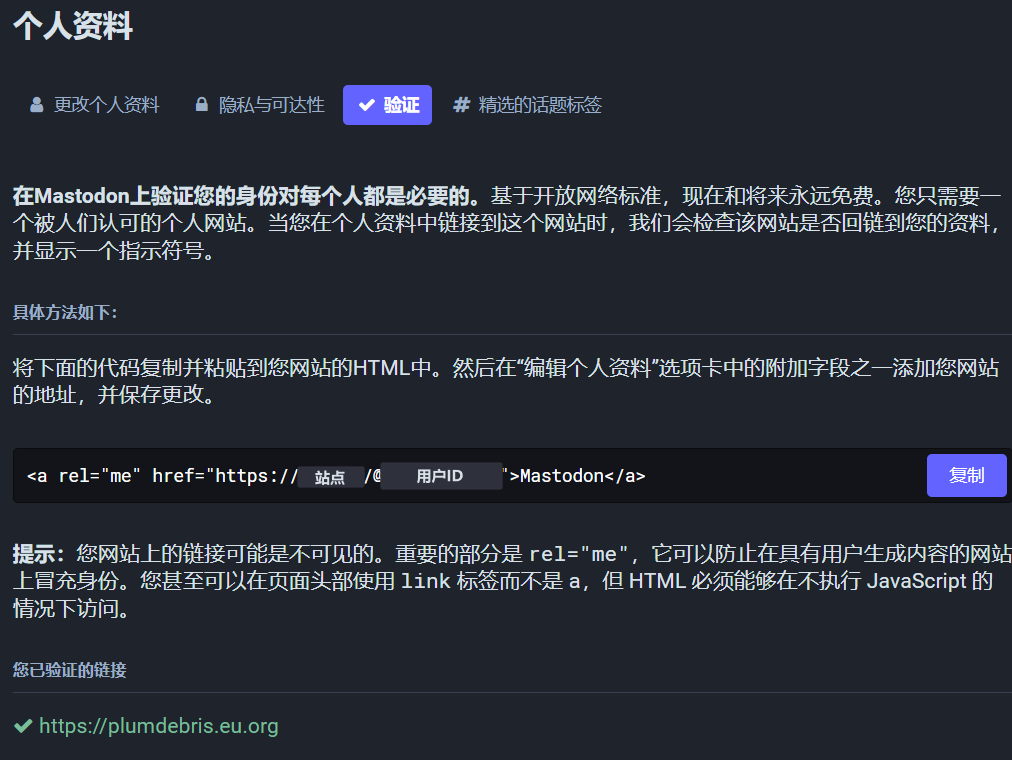 个人资料
更改个人资料 隐私与可达性 验证 # 精选的话题标签
在Mastodon上验证您的身份对每个人都是必要的。基于开放网络标准，现在和将来永远免费。您只需要一
个被人们认可的个人网站。当您在个人资料中链接到这个网站时，我们会检查该网站是否回链到您的资料，
并显示一个指示符号。
具体方法如下：
将下面的代码复制并粘贴到您网站的HTML中。然后在“编辑个人资料”选项卡中的附加字段之一添加您网站
的地址，并保存更改。
<a rel="me" href="https://站点/@用户ID">Mastodon</a> 复制
提示：您网站上的链接可能是不可见的。重要的部分是 rel="me"，它可以防止在具有用户生成内容的网站
上冒充身份。您甚至可以在页面头部使用 link 标签而不是 a，但 HTML 必须能够在不执行 JavaScript 的
情况下访问。
您已验证的链接
https://plumdebris.eu.org